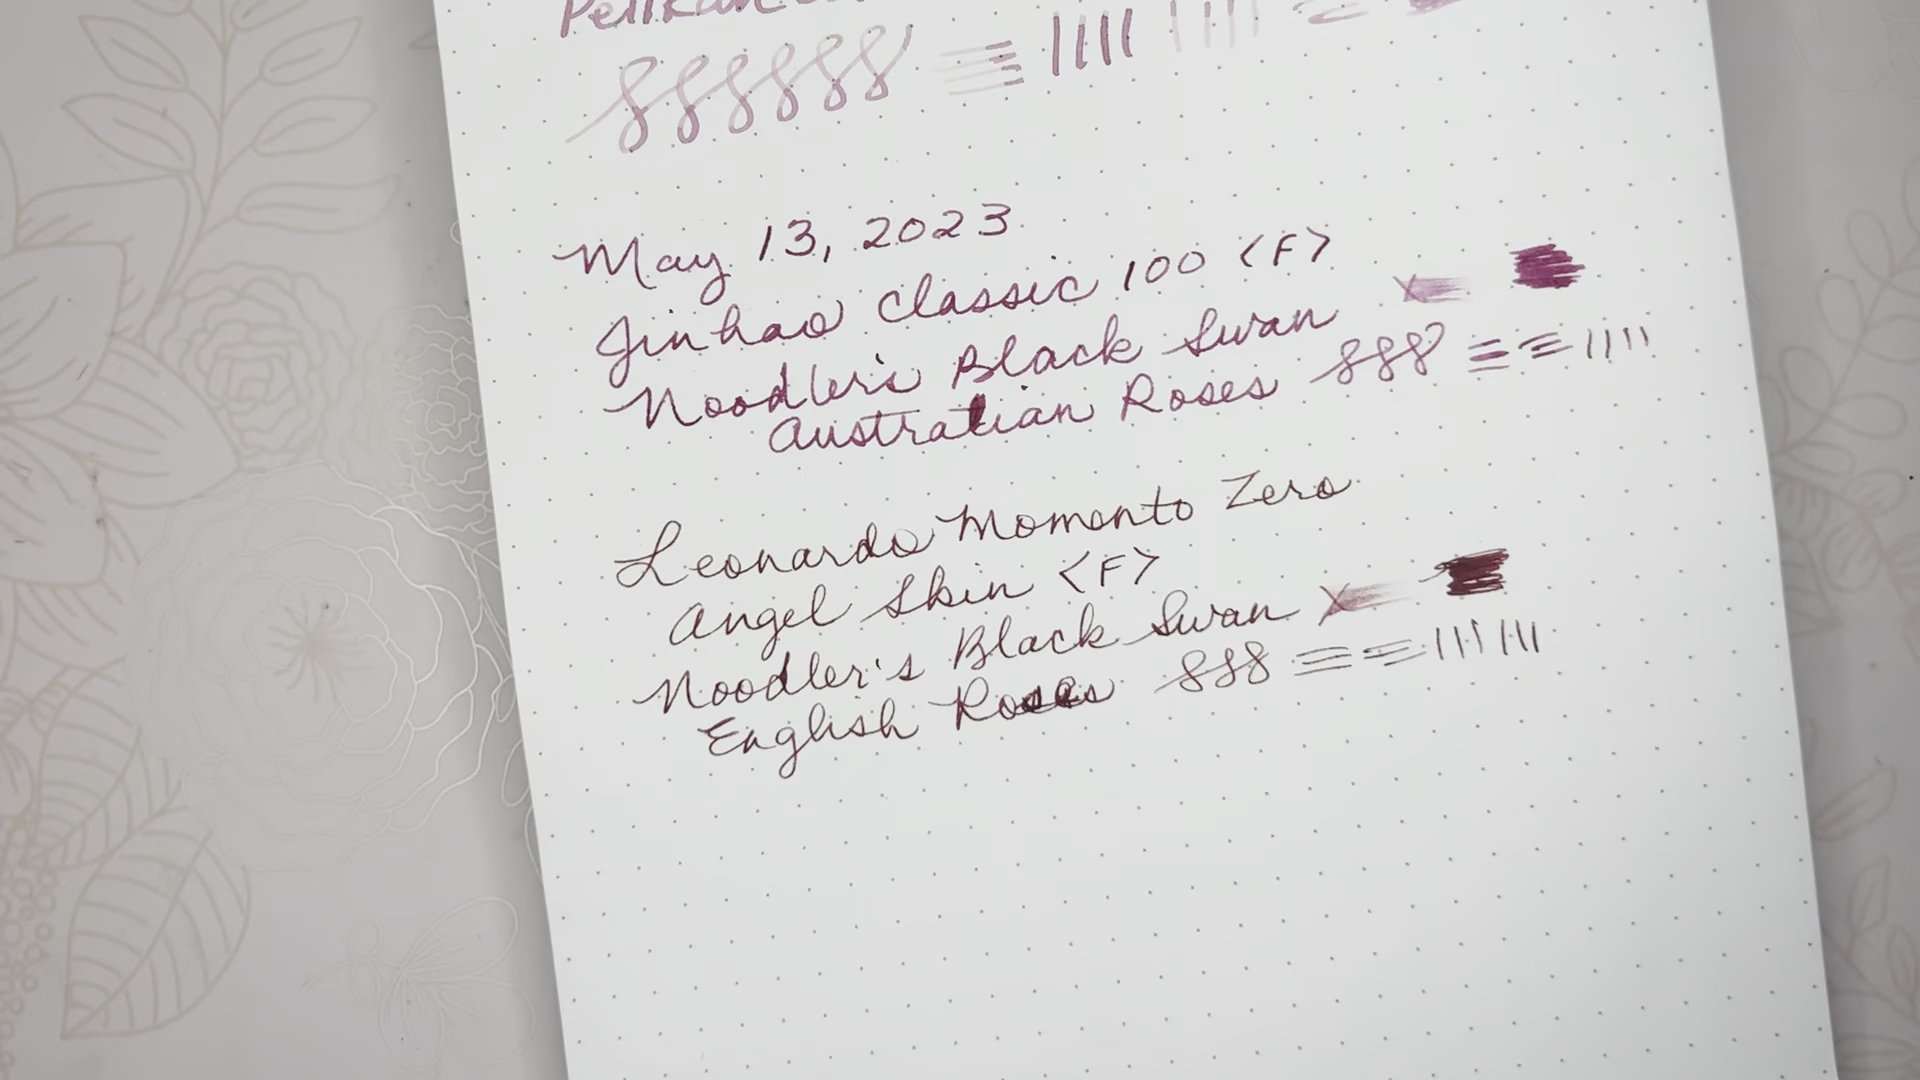 Pelikan
May 13, 2023
Jinhao Classic 100 <F>
Noodler's Black Swan
Australian Roses
Leonardo Momento Zero
Angel Skin <F>
Noodler's Black Swan
English Roses